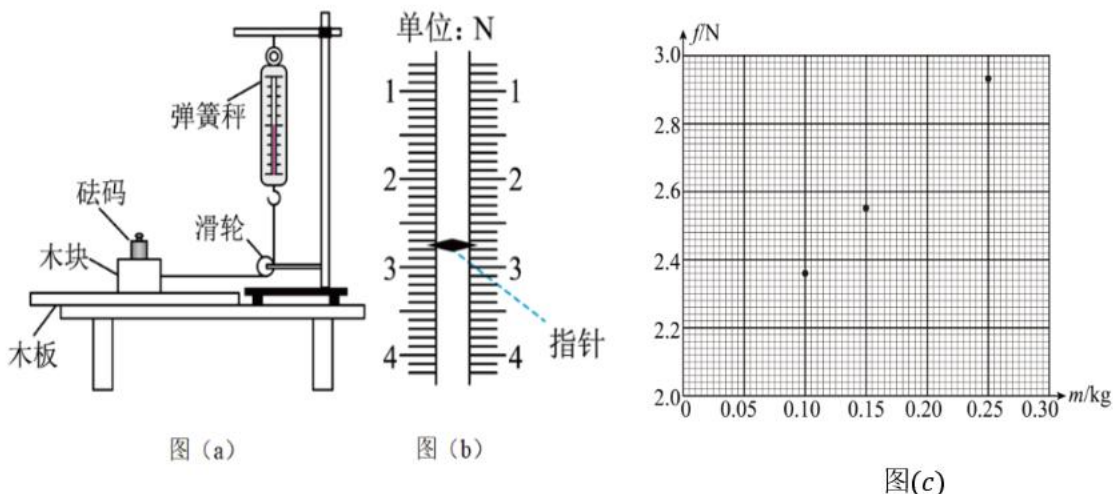 弹簧秤
砝码
木块
滑轮
木板
图（a）
单位：N
1 1
2 2
3 3
4 4
指针
图（b）
f/N
3.0
2.8
2.6
2.4
2.2
2.0
0 0.05 0.10 0.15 0.20 0.25 0.30 m/kg
图(c)